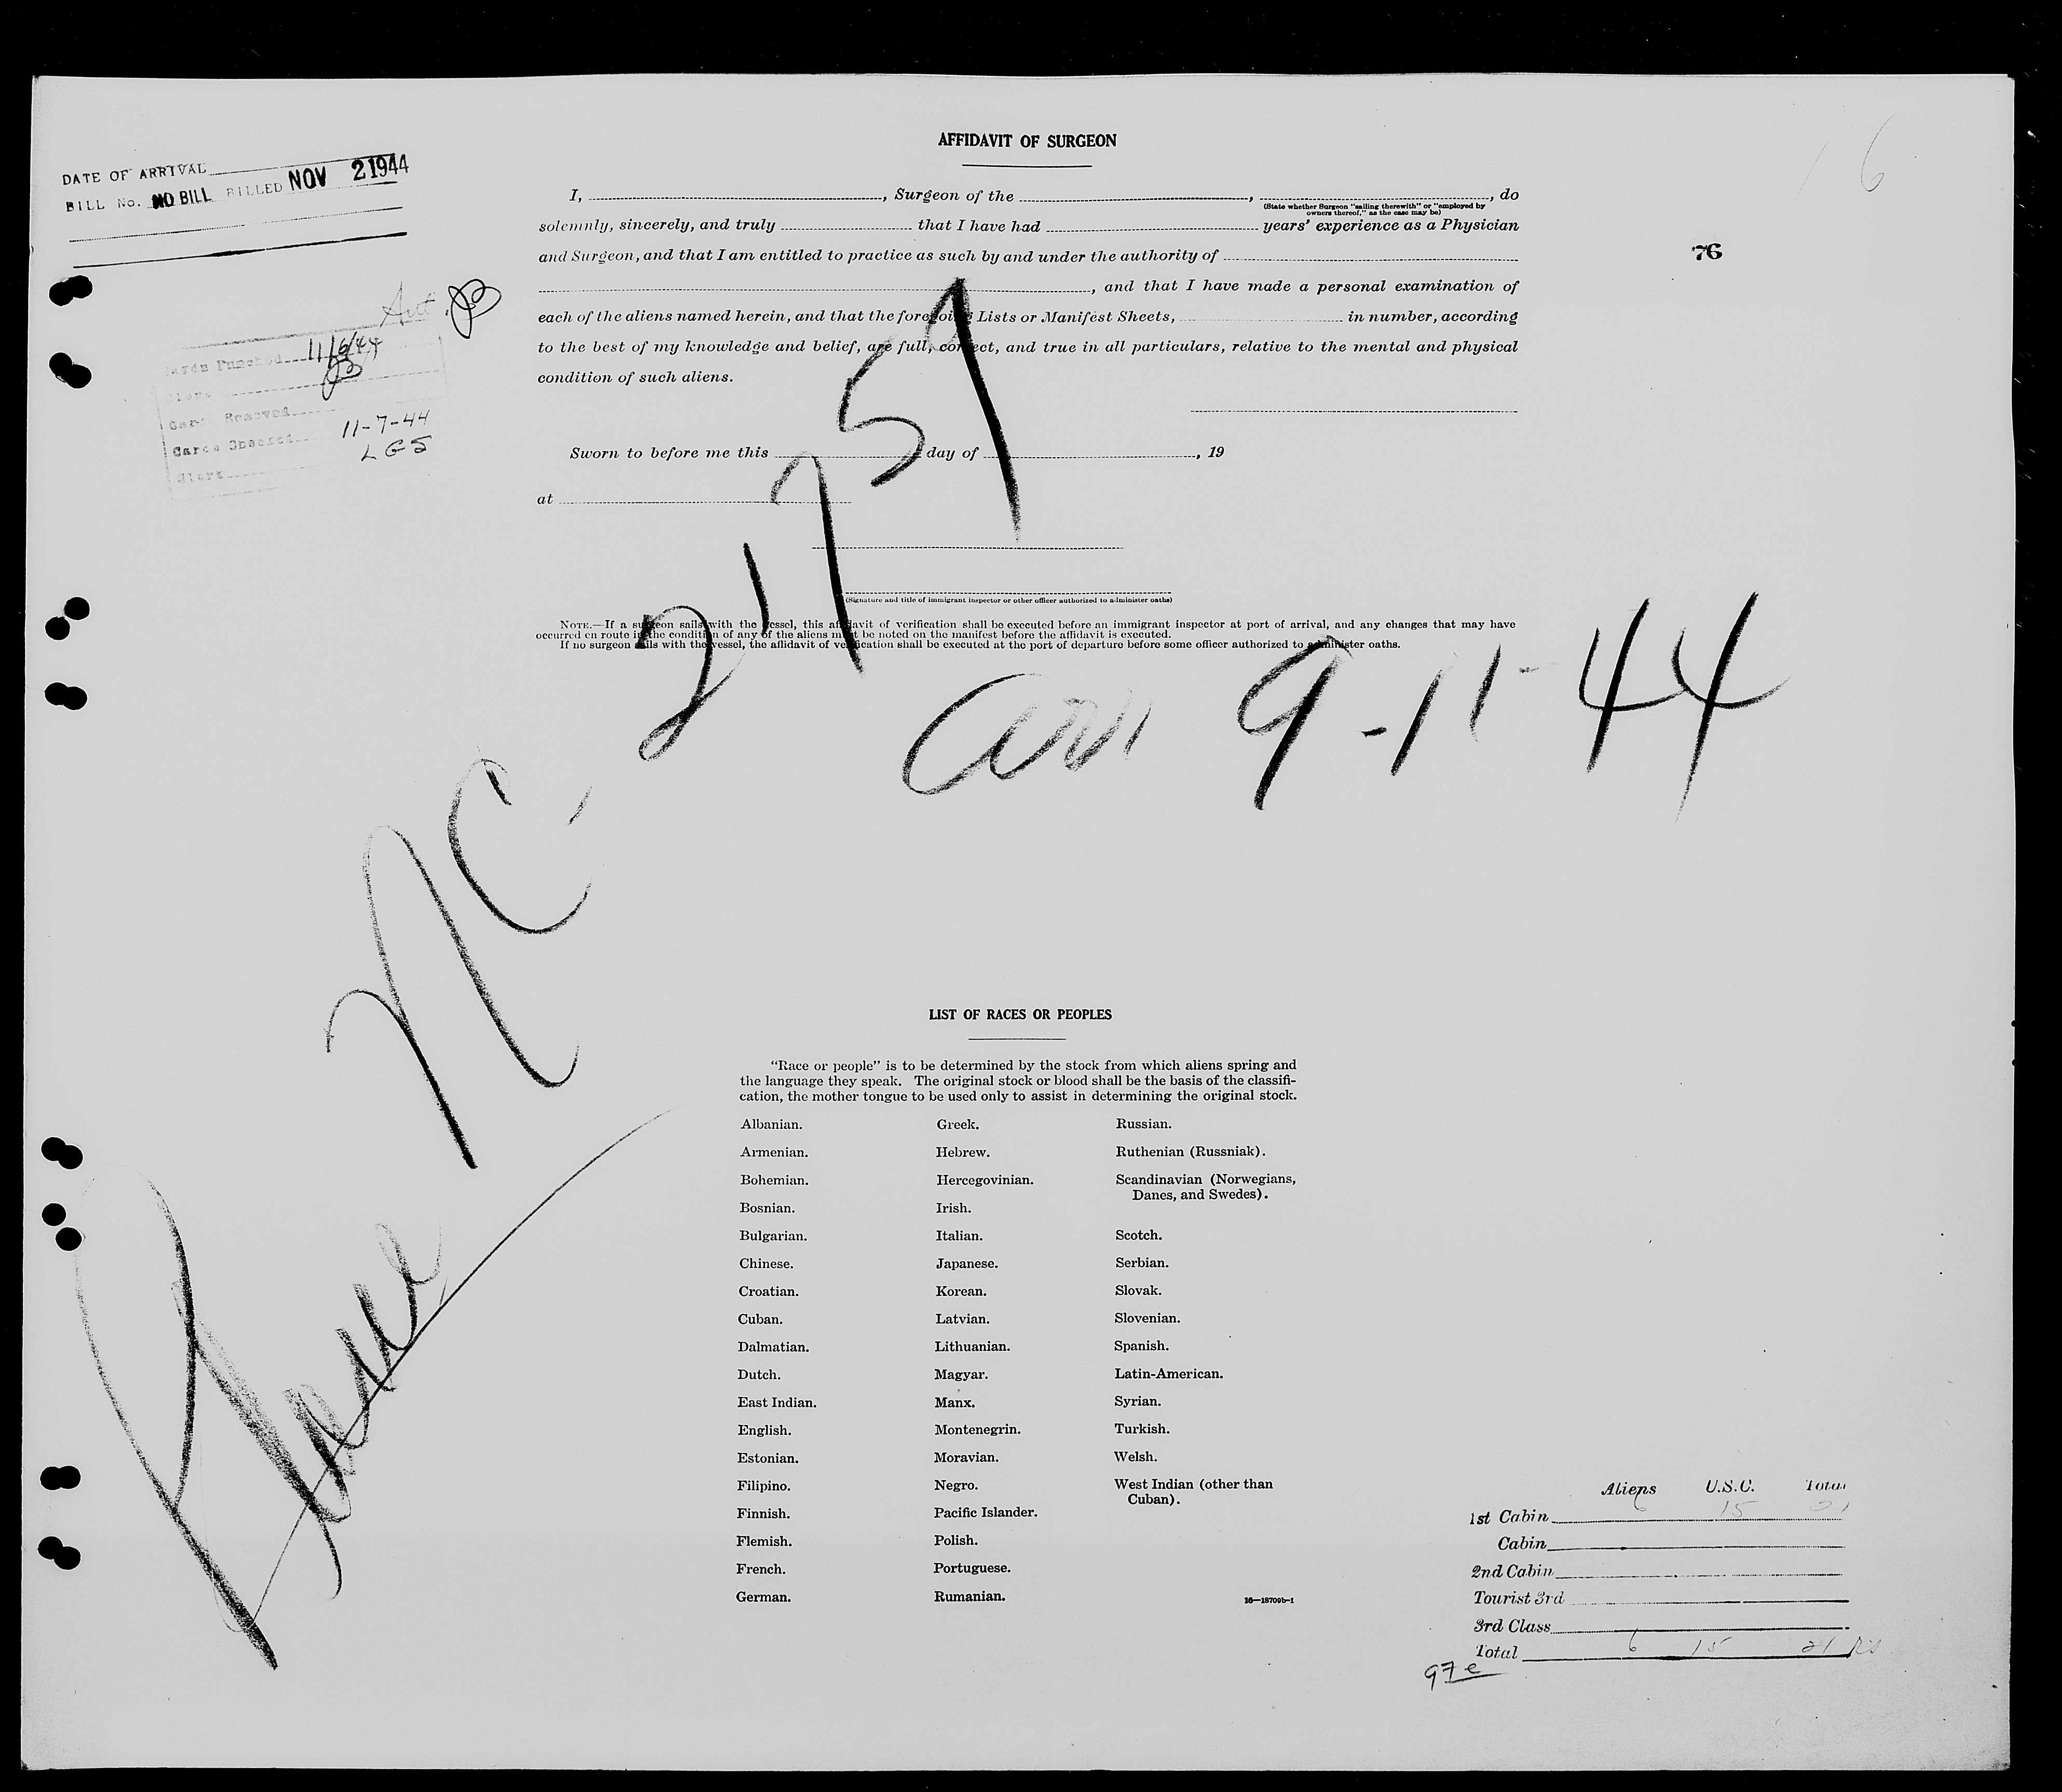 AFFIDAVIT OF SURGEON
6
DATE OF ARRIVAL
BILL No. NO BILL BILLED NOV 2 1944
I, , Surgeon of the , , do
(State whether Surgeon "sailing therewith" or "employed by
owners thereof," as the case may be)
solemnly, sincerely, and truly that I have had years' experience as a Physician
76
and Surgeon, and that I am entitled to practice as such by and under the authority of
, and that I have made a personal examination of
each of the aliens named herein, and that the foregoing Lists or Manifest Sheets, in number, according
to the best of my knowledge and belief, are full, correct, and true in all particulars, relative to the mental and physical
condition of such aliens.
Cards Punched 11/6/44
Cards Removed
Cards Checked 11-7-44
LGS
Clerk
Sworn to before me this day of , 19
at
(Signature and title of immigrant inspector or other officer authorized to administer oaths)
NOTE.—If a surgeon sails with the vessel, this affidavit of verification shall be executed before an immigrant inspector at port of arrival, and any changes that may have
occurred en route in the condition of any of the aliens must be noted on the manifest before the affidavit is executed.
If no surgeon sails with the vessel, the affidavit of verification shall be executed at the port of departure before some officer authorized to administer oaths.
Plane NC-21757
arr 9-11-44
LIST OF RACES OR PEOPLES
"Race or people" is to be determined by the stock from which aliens spring and
the language they speak. The original stock or blood shall be the basis of the classifi-
cation, the mother tongue to be used only to assist in determining the original stock.
Albanian. Greek. Russian.
Armenian. Hebrew. Ruthenian (Russniak).
Bohemian. Hercegovinian. Scandinavian (Norwegians,
Danes, and Swedes).
Bosnian. Irish.
Bulgarian. Italian. Scotch.
Chinese. Japanese. Serbian.
Croatian. Korean. Slovak.
Cuban. Latvian. Slovenian.
Dalmatian. Lithuanian. Spanish.
Dutch. Magyar. Latin-American.
East Indian. Manx. Syrian.
English. Montenegrin. Turkish.
Estonian. Moravian. Welsh.
Filipino. Negro. West Indian (other than
Cuban).
Finnish. Pacific Islander.
Flemish. Polish.
French. Portuguese.
German. Rumanian. 16—18709b-1
Aliens U.S.C. Total
1st Cabin 6 15 21
Cabin
2nd Cabin
Tourist 3rd
3rd Class
Total 6 15 21
97e